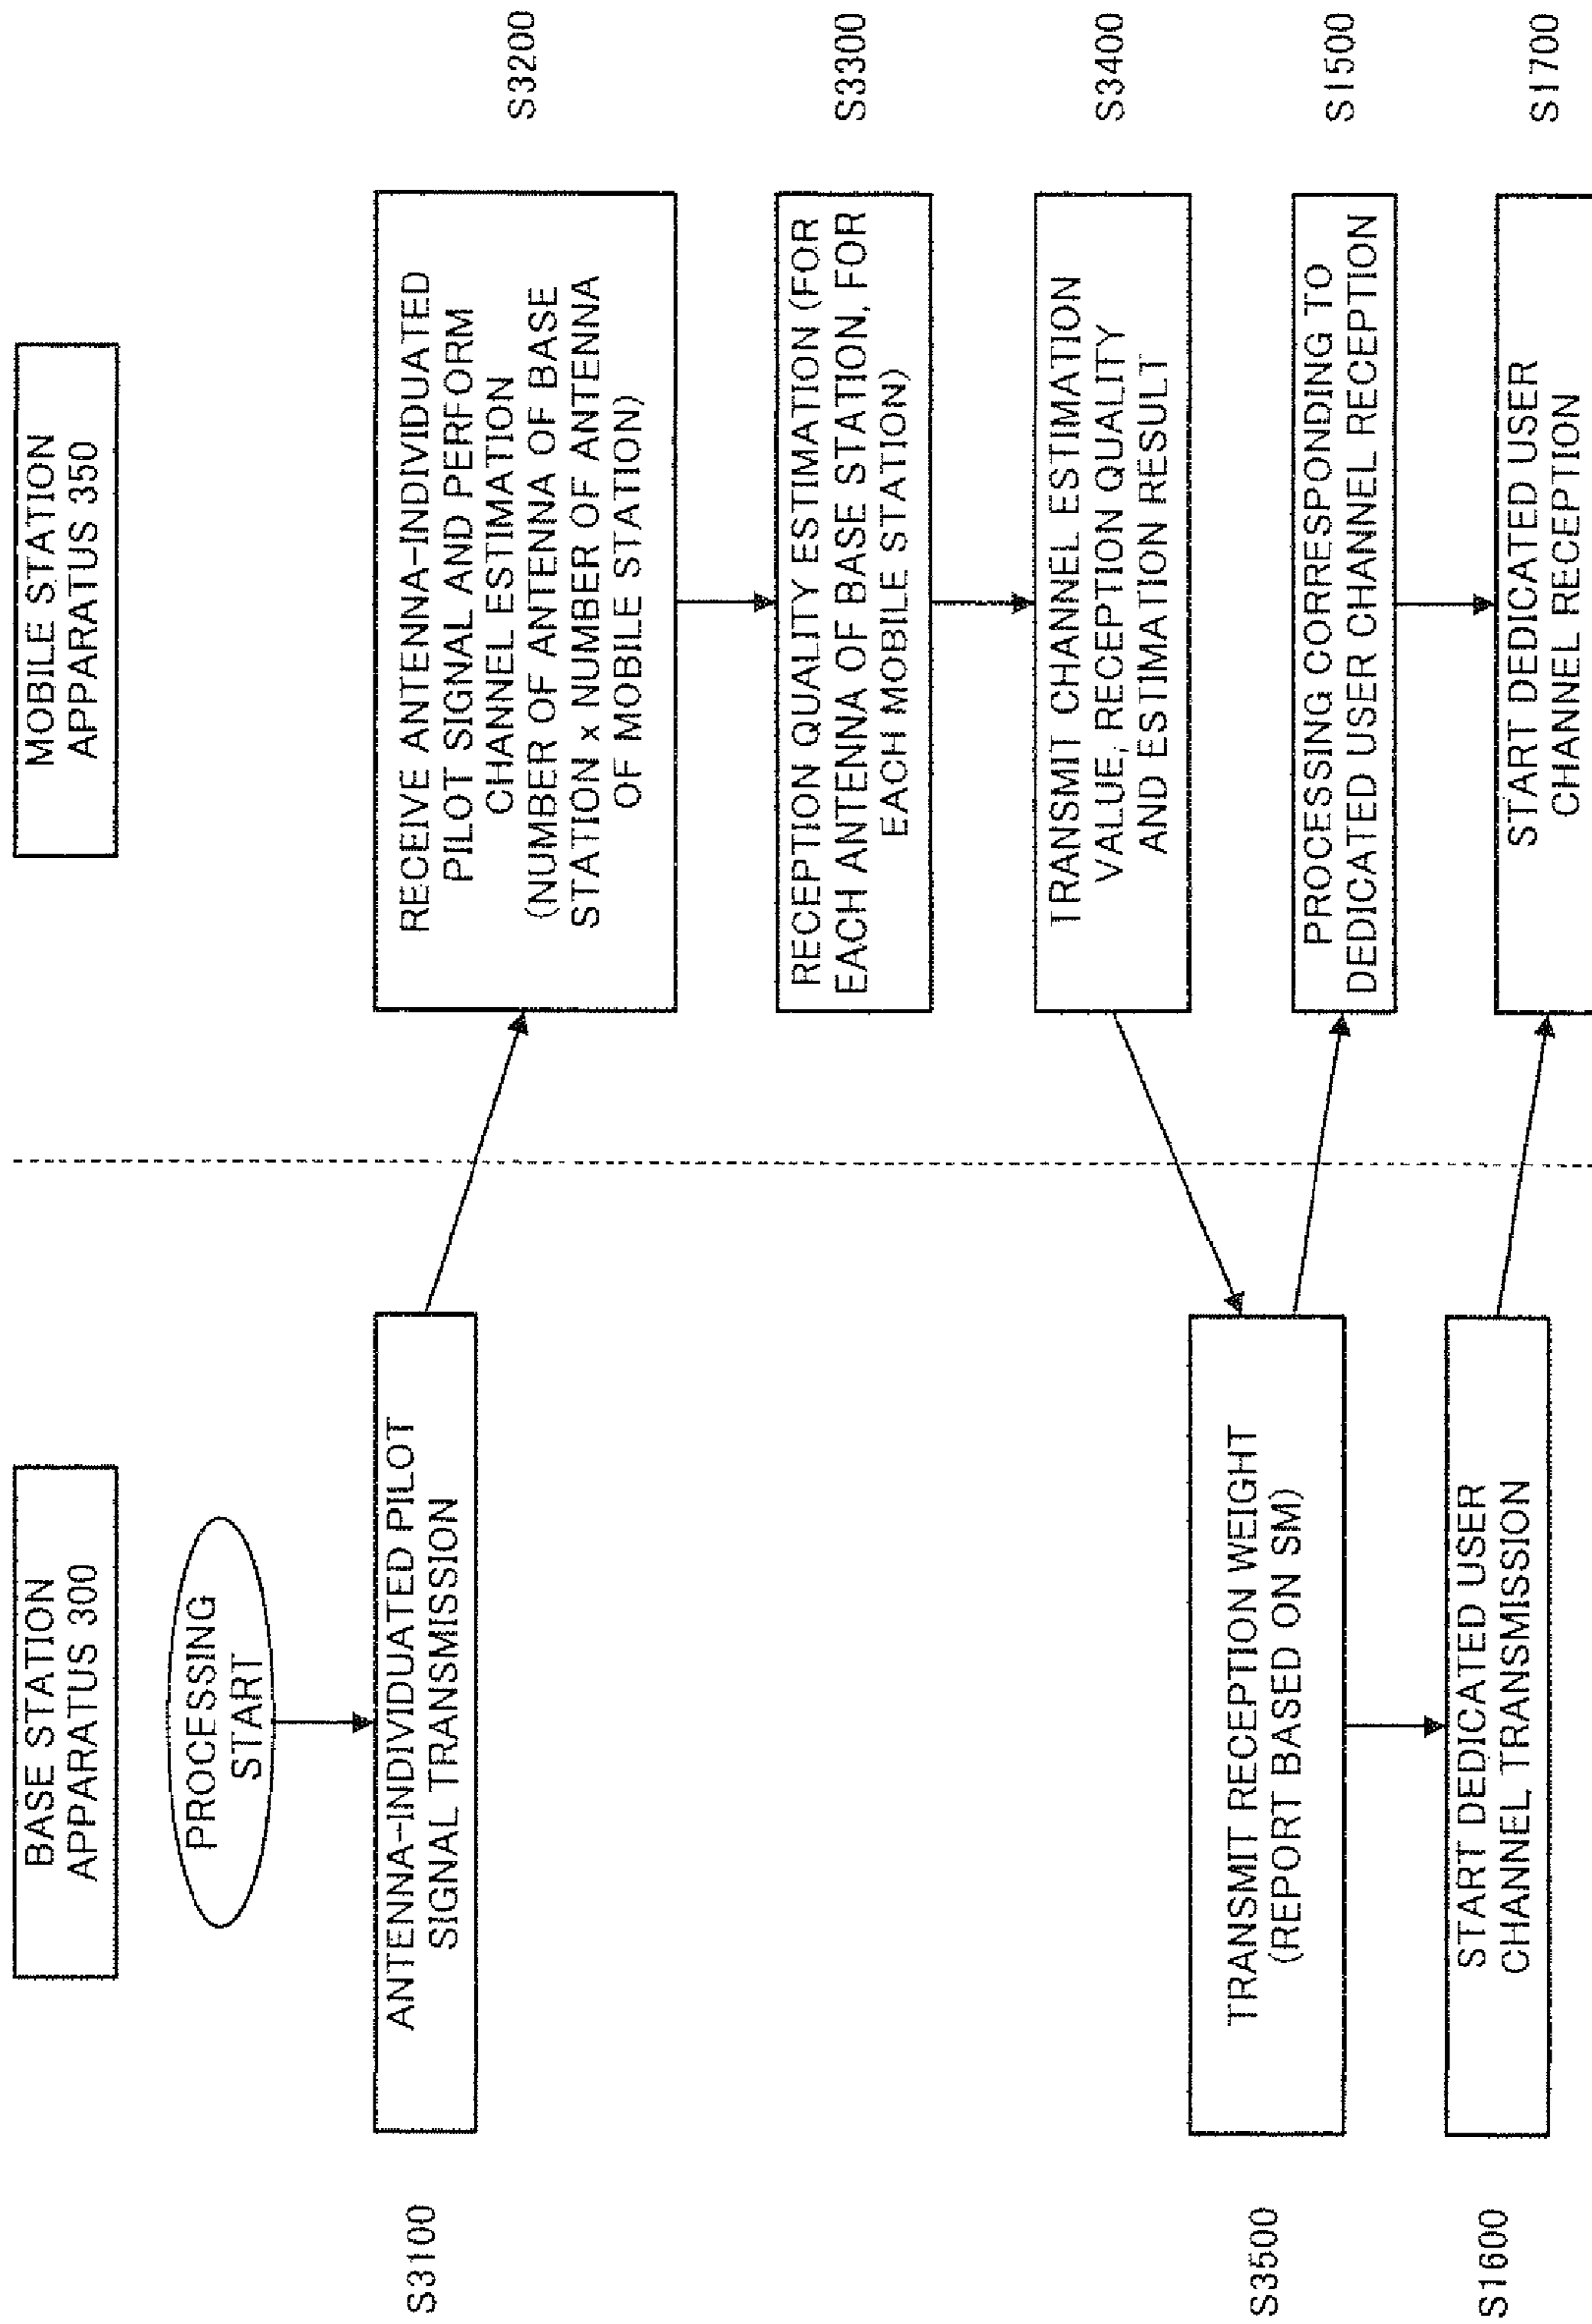 BASE STATION
APPARATUS 300
MOBILE STATION
APPARATUS 350
PROCESSING
START
S3100
ANTENNA-INDIVIDUATED PILOT
SIGNAL TRANSMISSION
RECEIVE ANTENNA-INDIVIDUATED
PILOT SIGNAL AND PERFORM
CHANNEL ESTIMATION
(NUMBER OF ANTENNA OF BASE
STATION x NUMBER OF ANTENNA
OF MOBILE STATION)
S3200
RECEPTION QUALITY ESTIMATION (FOR
EACH ANTENNA OF BASE STATION, FOR
EACH MOBILE STATION)
S3300
TRANSMIT CHANNEL ESTIMATION
VALUE, RECEPTION QUALITY
AND ESTIMATION RESULT
S3400
S3500
TRANSMIT RECEPTION WEIGHT
(REPORT BASED ON SM)
PROCESSING CORRESPONDING TO
DEDICATED USER CHANNEL RECEPTION
S1500
S1600
START DEDICATED USER
CHANNEL TRANSMISSION
START DEDICATED USER
CHANNEL RECEPTION
S1700